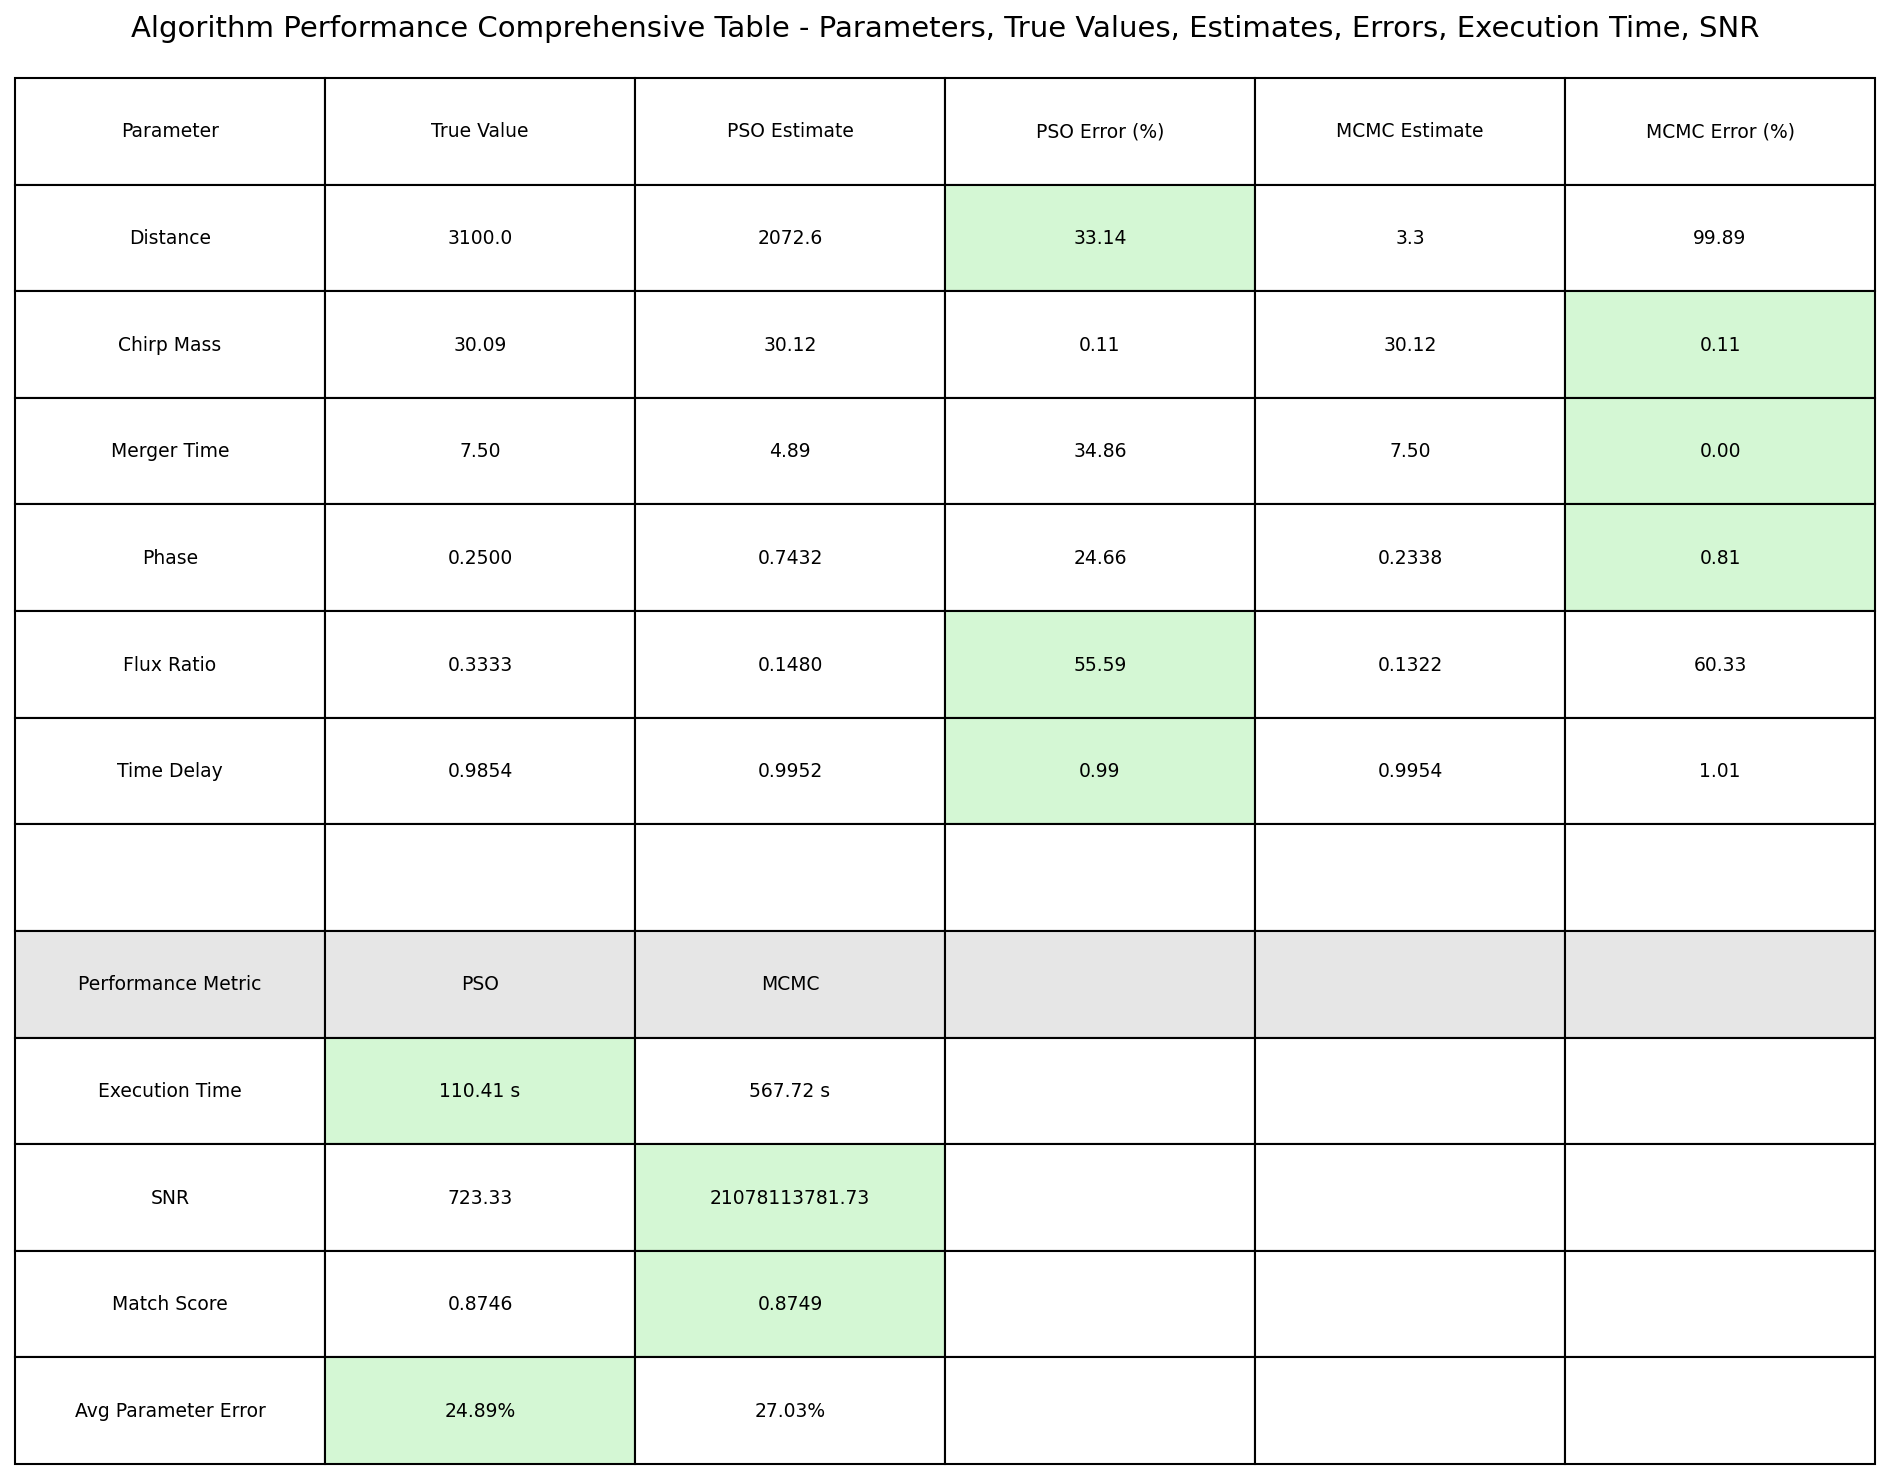 Algorithm Performance Comprehensive Table - Parameters, True Values, Estimates, Errors, Execution Time, SNR
Parameter True Value PSO Estimate PSO Error (%) MCMC Estimate MCMC Error (%)
Distance 3100.0 2072.6 33.14 3.3 99.89
Chirp Mass 30.09 30.12 0.11 30.12 0.11
Merger Time 7.50 4.89 34.86 7.50 0.00
Phase 0.2500 0.7432 24.66 0.2338 0.81
Flux Ratio 0.3333 0.1480 55.59 0.1322 60.33
Time Delay 0.9854 0.9952 0.99 0.9954 1.01
Performance Metric PSO MCMC
Execution Time 110.41 s 567.72 s
SNR 723.33 21078113781.73
Match Score 0.8746 0.8749
Avg Parameter Error 24.89% 27.03%